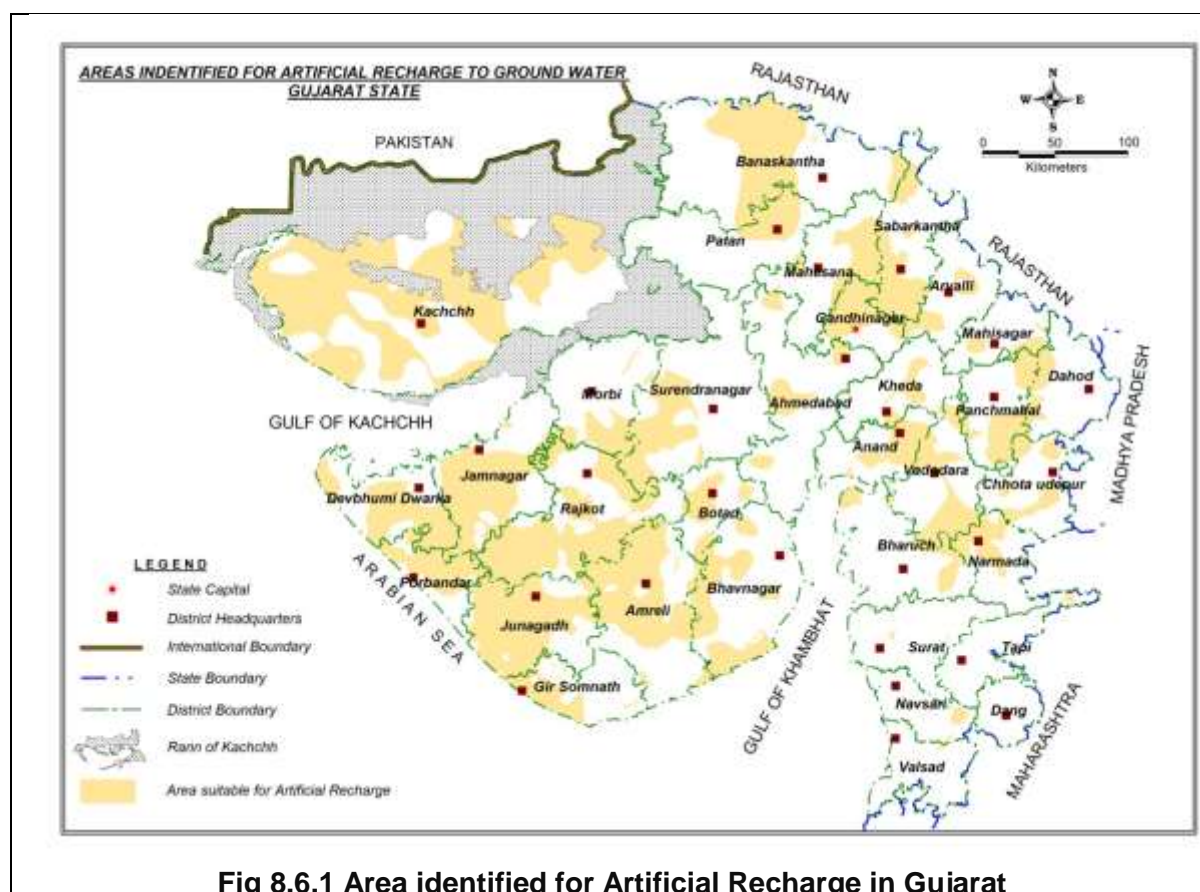 AREAS INDENTIFIED FOR ARTIFICIAL RECHARGE TO GROUND WATER
GUJARAT STATE
RAJASTHAN
N
W E
S
0 50 100
Kilometers
PAKISTAN
Banaskantha
Patan
Sabarkantha
RAJASTHAN
Mahesana
Arvalli
Kachchh
Gandhinagar
Mahisagar
MADHYA PRADESH
Morbi
Surendranagar
Ahmedabad
Kheda
Dahod
Panchmahal
GULF OF KACHCHH
Anand
Vadodara
Chhota udepur
Jamnagar
Devbhumi Dwarka
Rajkot
Botad
Bharuch
Narmada
ARABIAN SEA
Porbandar
Junagadh
Amreli
Bhavnagar
GULF OF KHAMBHAT
Surat
Tapi
Gir Somnath
Navsari
Dang
MAHARASHTRA
Valsad
LEGEND
State Capital
District Headquarters
International Boundary
State Boundary
District Boundary
Rann of Kachchh
Area suitable for Artificial Recharge
Fig 8.6.1 Area identified for Artificial Recharge in Gujarat